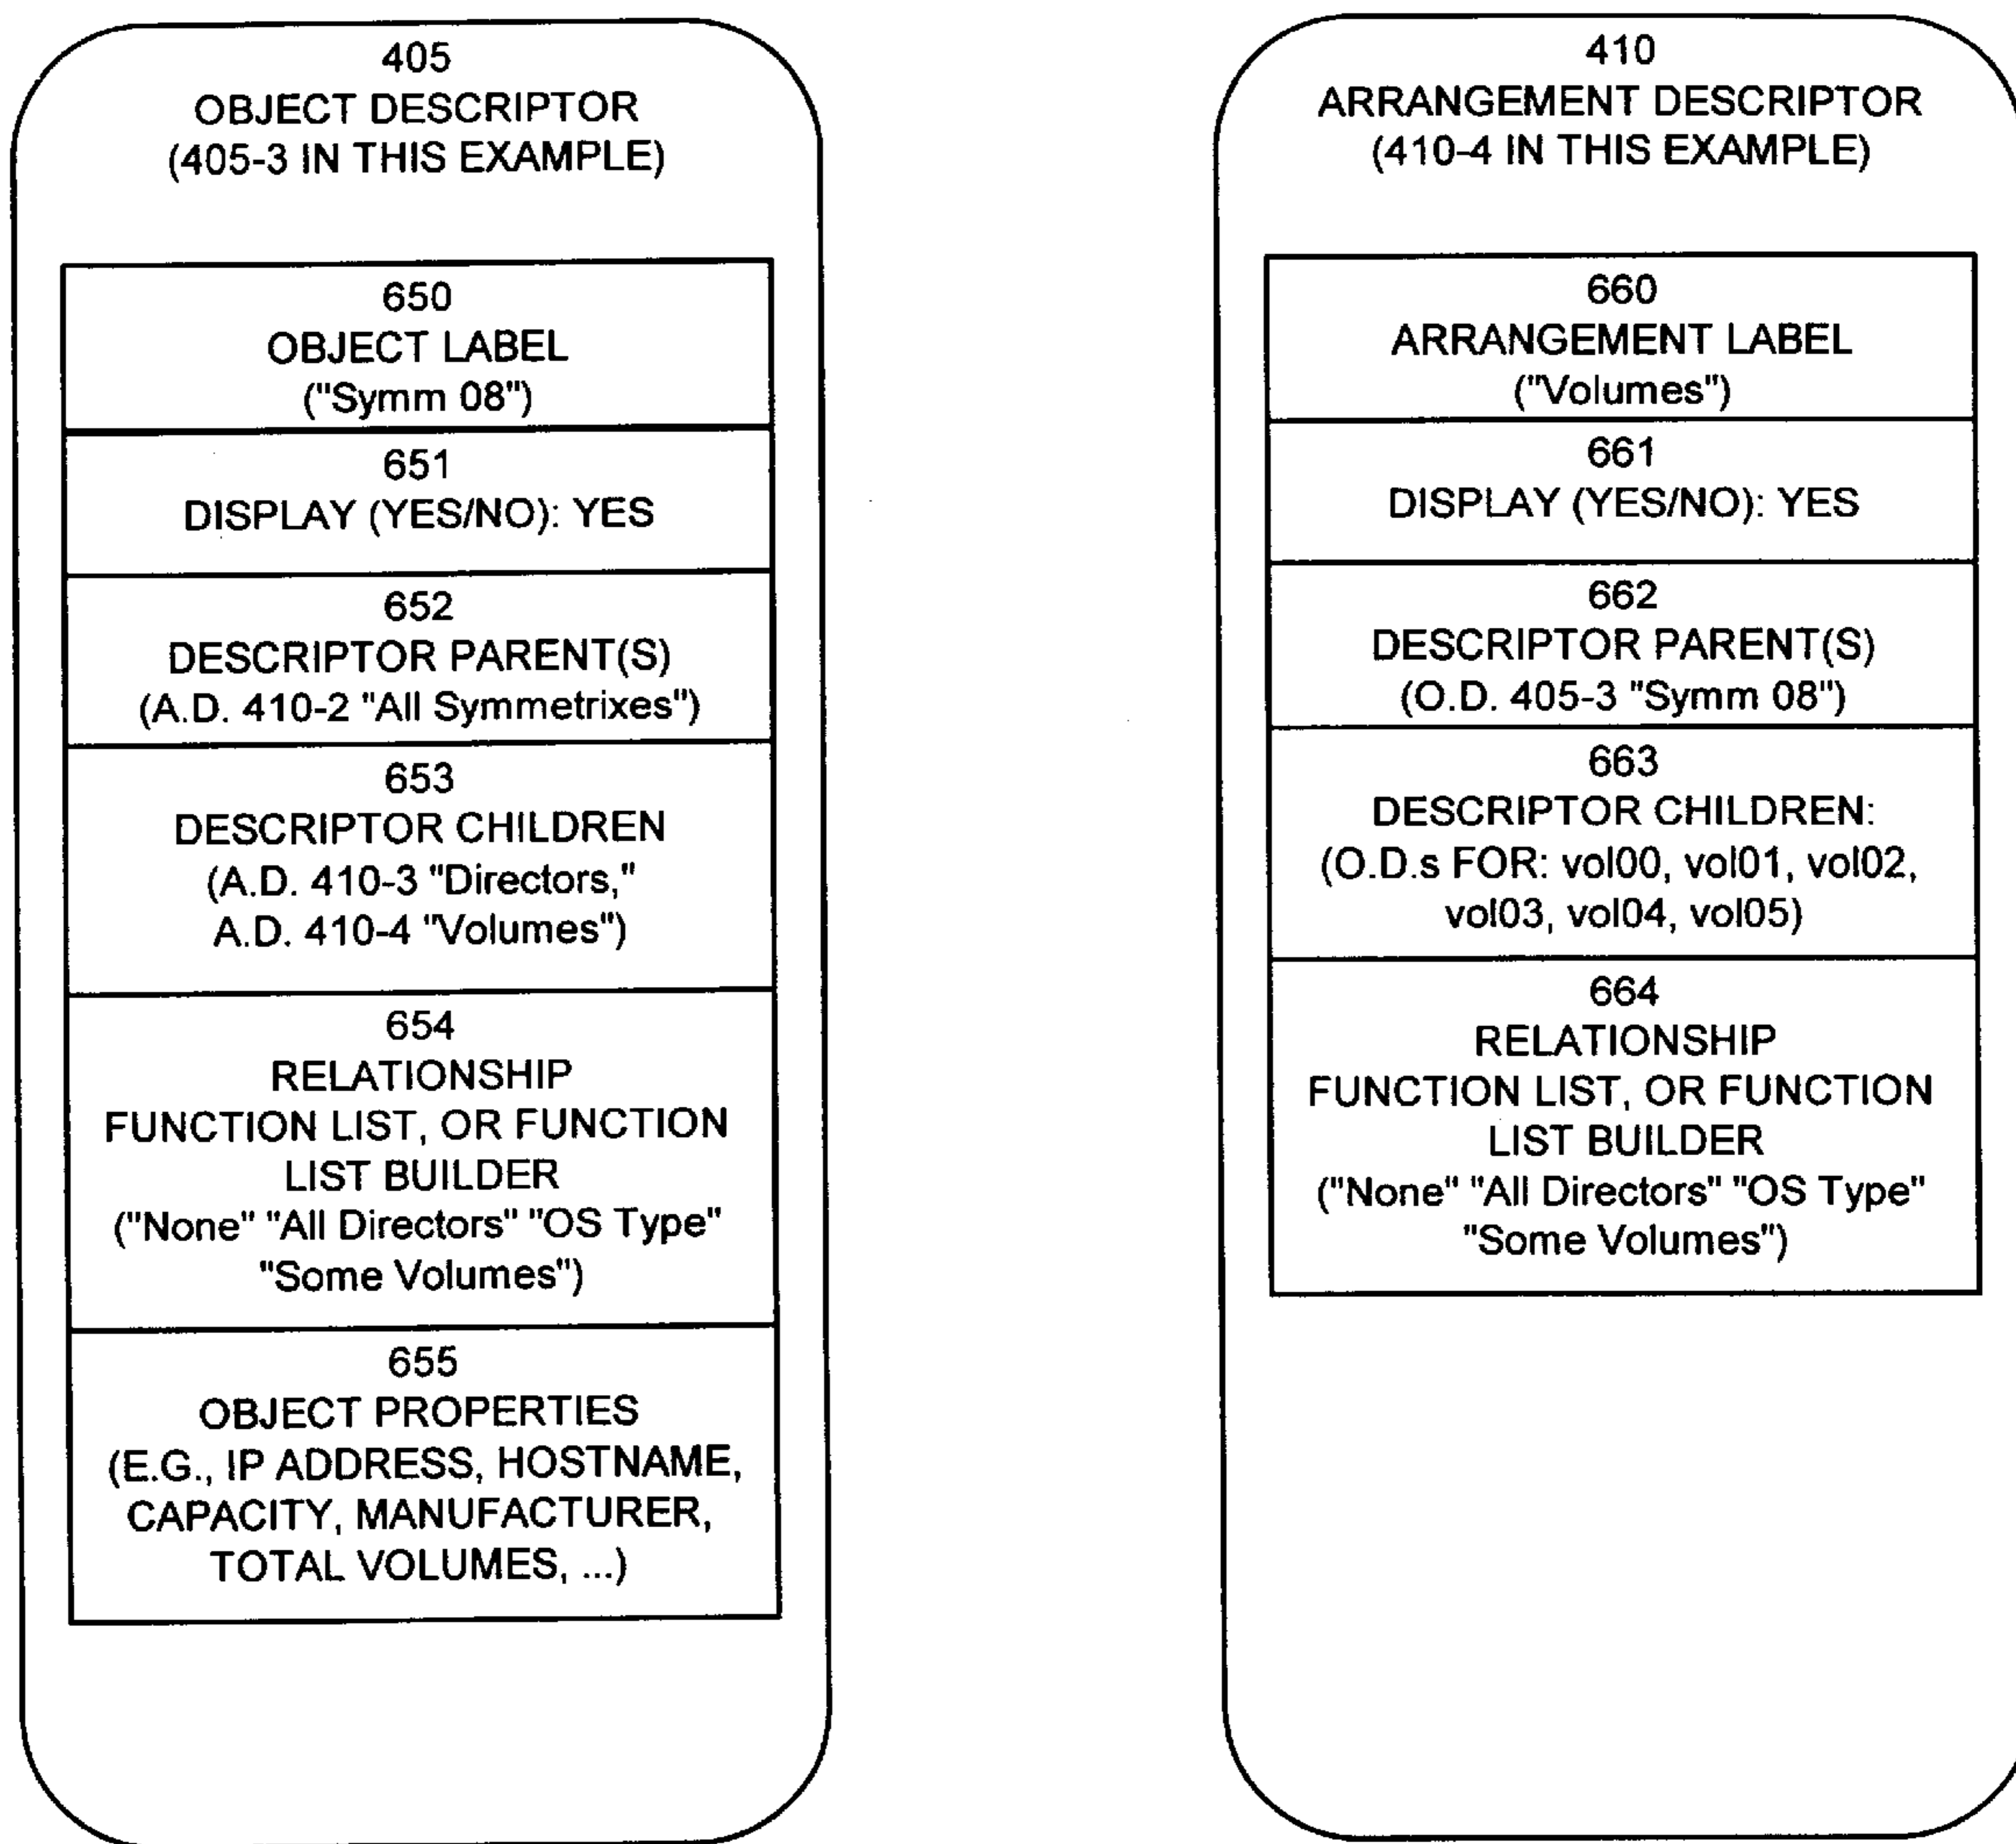 405
OBJECT DESCRIPTOR
(405-3 IN THIS EXAMPLE)
650
OBJECT LABEL
("Symm 08")
651
DISPLAY (YES/NO): YES
652
DESCRIPTOR PARENT(S)
(A.D. 410-2 "All Symmetrixes")
653
DESCRIPTOR CHILDREN
(A.D. 410-3 "Directors,"
A.D. 410-4 "Volumes")
654
RELATIONSHIP
FUNCTION LIST, OR FUNCTION
LIST BUILDER
("None" "All Directors" "OS Type"
"Some Volumes")
655
OBJECT PROPERTIES
(E.G., IP ADDRESS, HOSTNAME,
CAPACITY, MANUFACTURER,
TOTAL VOLUMES, ...)
410
ARRANGEMENT DESCRIPTOR
(410-4 IN THIS EXAMPLE)
660
ARRANGEMENT LABEL
("Volumes")
661
DISPLAY (YES/NO): YES
662
DESCRIPTOR PARENT(S)
(O.D. 405-3 "Symm 08")
663
DESCRIPTOR CHILDREN:
(O.D.s FOR: vol00, vol01, vol02,
vol03, vol04, vol05)
664
RELATIONSHIP
FUNCTION LIST, OR FUNCTION
LIST BUILDER
("None" "All Directors" "OS Type"
"Some Volumes")